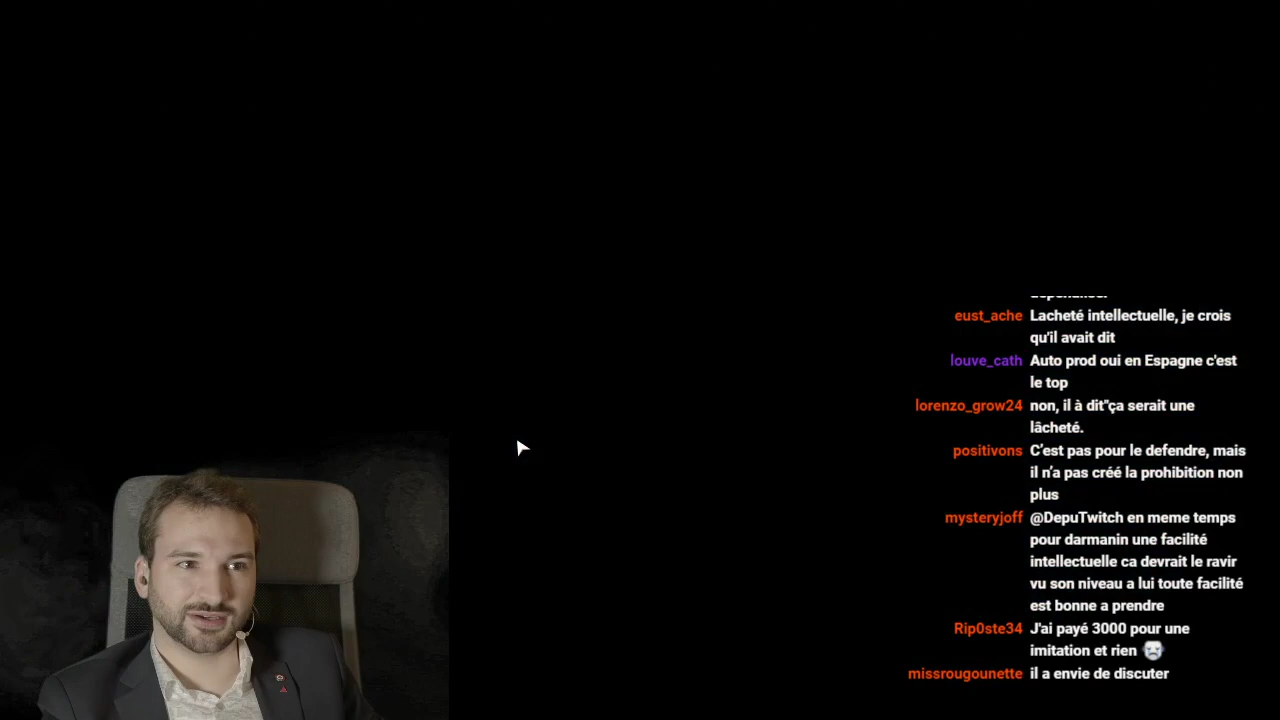 eust_ache Lacheté intellectuelle, je crois
qu'il avait dit
louve_cath Auto prod oui en Espagne c'est
le top
lorenzo_grow24 non, il à dit"ça serait une
lâcheté.
positivons C'est pas pour le defendre, mais
il n'a pas créé la prohibition non
plus
mysteryjoff @DepuTwitch en meme temps
pour darmanin une facilité
intellectuelle ca devrait le ravir
vu son niveau a lui toute facilité
est bonne a prendre
Rip0ste34 J'ai payé 3000 pour une
imitation et rien
missrougounette il a envie de discuter